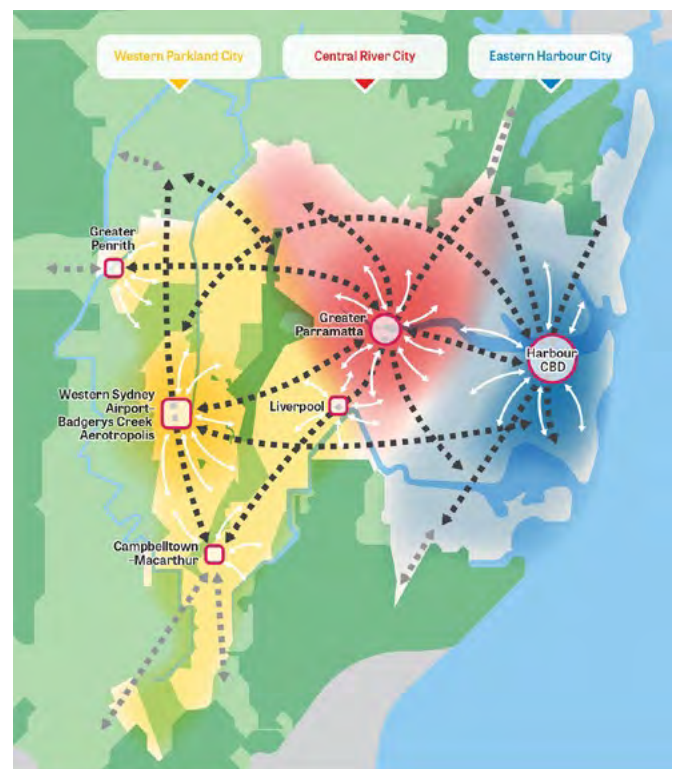 Western Parkland City
Central River City
Eastern Harbour City
Greater
Penrith
Greater
Parramatta
Harbour
CBD
Western Sydney
Airport–
Badgerys Creek
Aerotropolis
Liverpool
Campbelltown
–Macarthur